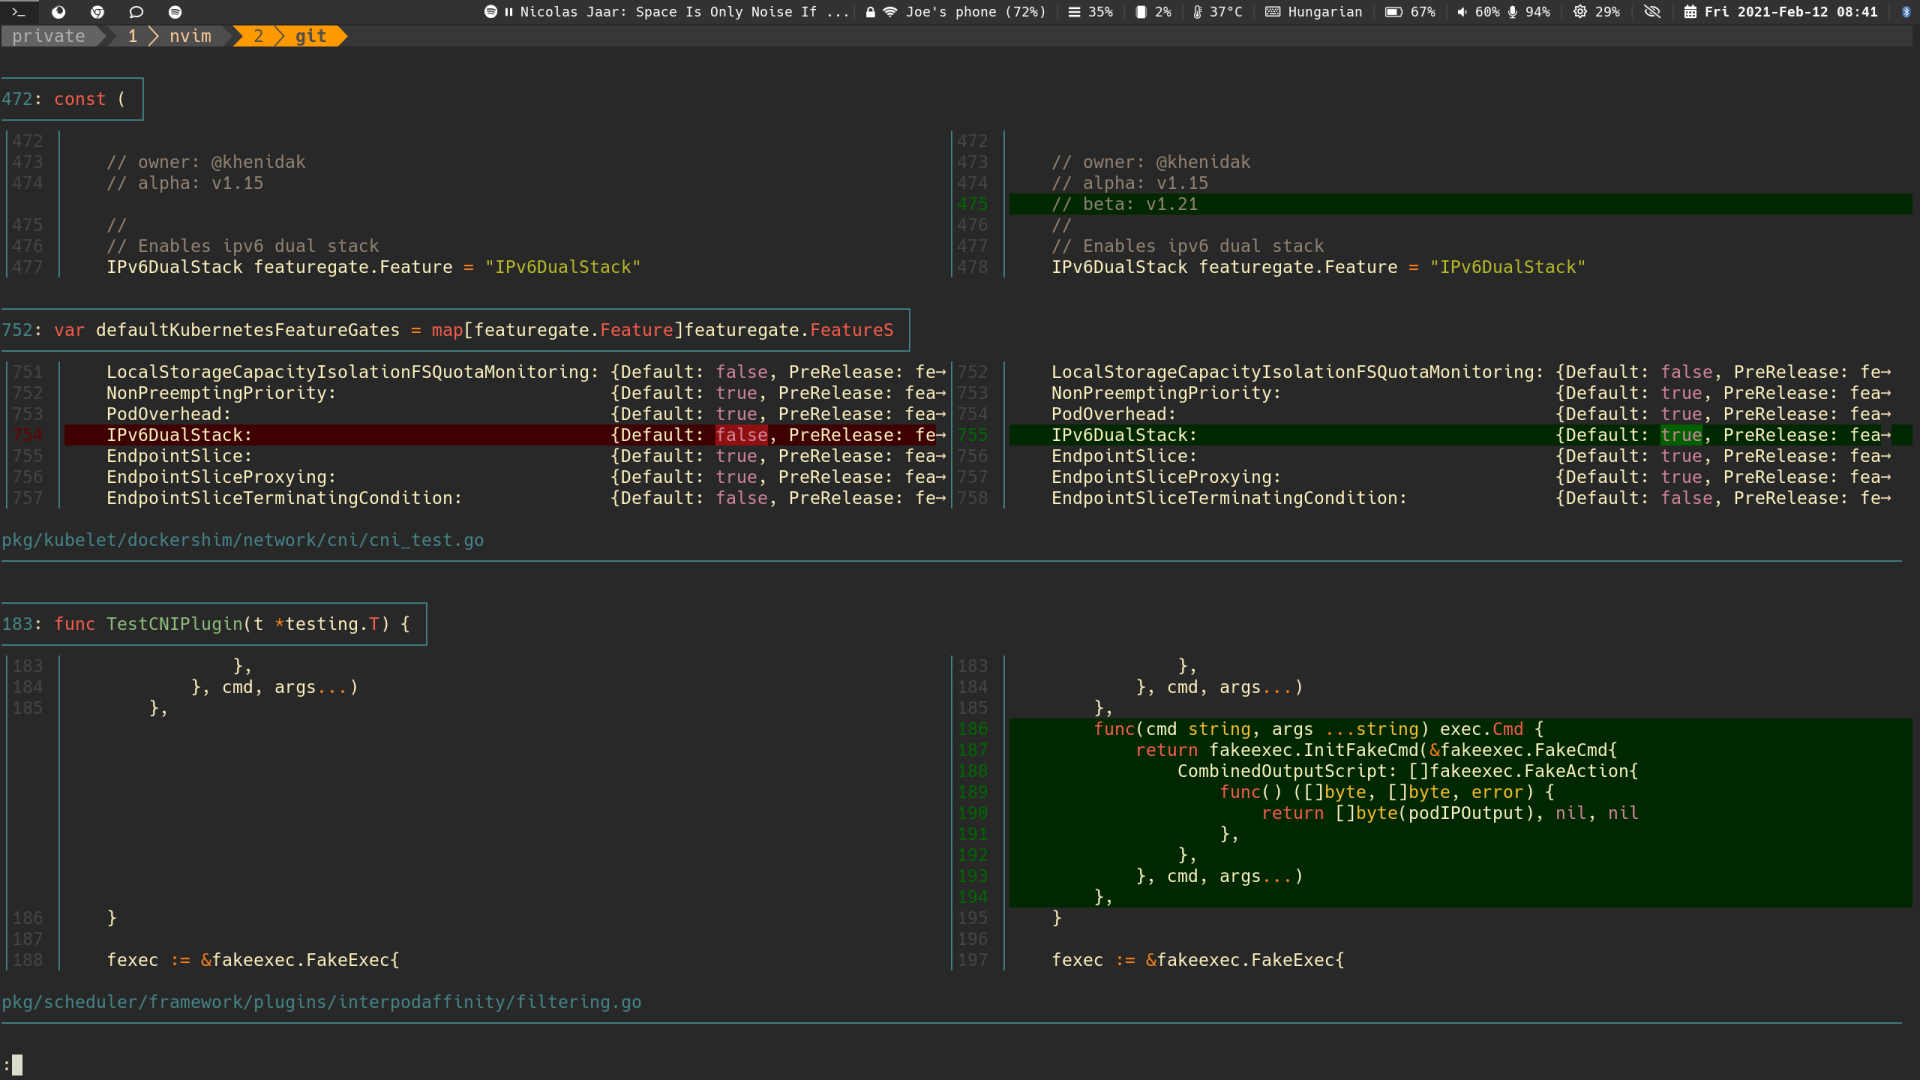 >_ Nicolas Jaar: Space Is Only Noise If ... Joe's phone (72%) 35% 2% 37°C Hungarian 67% 60% 94% 29% Fri 2021-Feb-12 08:41
private 1 nvim 2 git
472: const (
472 472
473 // owner: @khenidak 473 // owner: @khenidak
474 // alpha: v1.15 474 // alpha: v1.15
475 // beta: v1.21
475 // 476 //
476 // Enables ipv6 dual stack 477 // Enables ipv6 dual stack
477 IPv6DualStack featuregate.Feature = "IPv6DualStack" 478 IPv6DualStack featuregate.Feature = "IPv6DualStack"
752: var defaultKubernetesFeatureGates = map[featuregate.Feature]featuregate.FeatureS
751 LocalStorageCapacityIsolationFSQuotaMonitoring: {Default: false, PreRelease: fe→ 752 LocalStorageCapacityIsolationFSQuotaMonitoring: {Default: false, PreRelease: fe→
752 NonPreemptingPriority: {Default: true, PreRelease: fea→ 753 NonPreemptingPriority: {Default: true, PreRelease: fea→
753 PodOverhead: {Default: true, PreRelease: fea→ 754 PodOverhead: {Default: true, PreRelease: fea→
754 IPv6DualStack: {Default: false, PreRelease: fe→ 755 IPv6DualStack: {Default: true, PreRelease: fea→
755 EndpointSlice: {Default: true, PreRelease: fea→ 756 EndpointSlice: {Default: true, PreRelease: fea→
756 EndpointSliceProxying: {Default: true, PreRelease: fea→ 757 EndpointSliceProxying: {Default: true, PreRelease: fea→
757 EndpointSliceTerminatingCondition: {Default: false, PreRelease: fe→ 758 EndpointSliceTerminatingCondition: {Default: false, PreRelease: fe→
pkg/kubelet/dockershim/network/cni/cni_test.go
183: func TestCNIPlugin(t *testing.T) {
183 }, 183 },
184 }, cmd, args...) 184 }, cmd, args...)
185 }, 185 },
186 func(cmd string, args ...string) exec.Cmd {
187 return fakeexec.InitFakeCmd(&fakeexec.FakeCmd{
188 CombinedOutputScript: []fakeexec.FakeAction{
189 func() ([]byte, []byte, error) {
190 return []byte(podIPOutput), nil, nil
191 },
192 },
193 }, cmd, args...)
194 },
186 } 195 }
187 196
188 fexec := &fakeexec.FakeExec{ 197 fexec := &fakeexec.FakeExec{
pkg/scheduler/framework/plugins/interpodaffinity/filtering.go
: